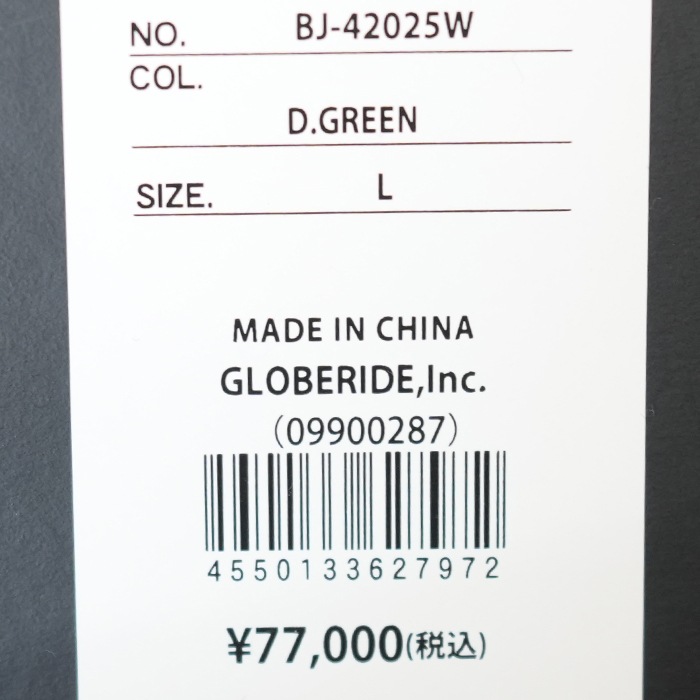 NO. BJ-42025W
COL.
D.GREEN
SIZE. L
MADE IN CHINA
GLOBERIDE,Inc.
(09900287)
4550133627972
¥77,000(税込)